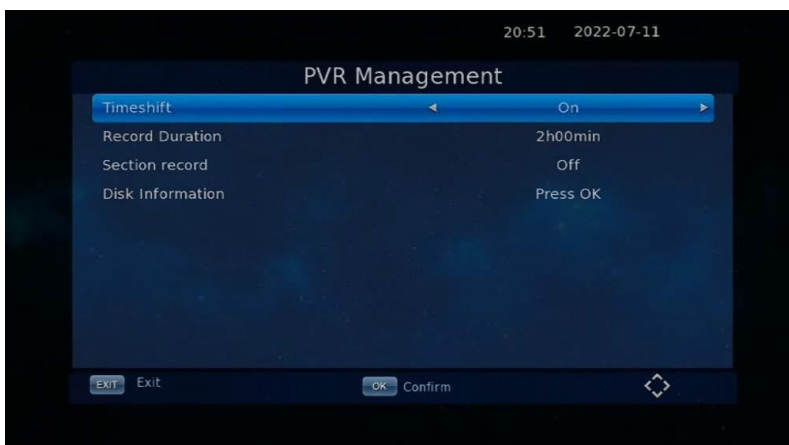 20:51 2022-07-11
PVR Management
Timeshift On
Record Duration 2h00min
Section record Off
Disk Information Press OK
EXIT Exit OK Confirm